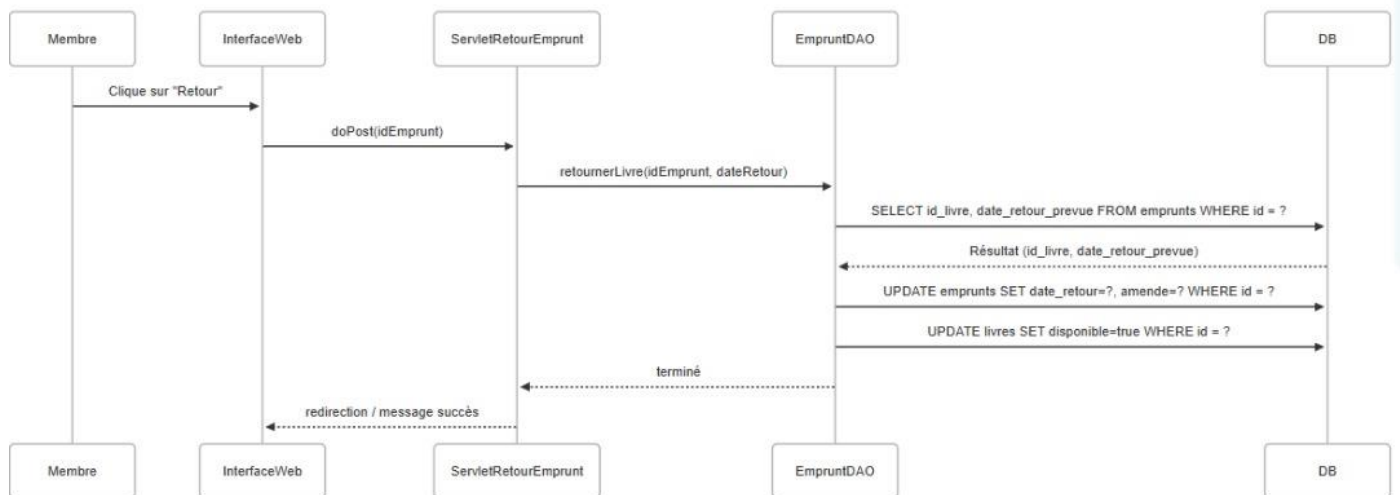 Membre InterfaceWeb ServletRetourEmprunt EmpruntDAO DB
Clique sur "Retour"
doPost(idEmprunt)
retournerLivre(idEmprunt, dateRetour)
SELECT id_livre, date_retour_prevue FROM emprunts WHERE id = ?
Résultat (id_livre, date_retour_prevue)
UPDATE emprunts SET date_retour=?, amende=? WHERE id = ?
UPDATE livres SET disponible=true WHERE id = ?
terminé
redirection / message succès
Membre InterfaceWeb ServletRetourEmprunt EmpruntDAO DB